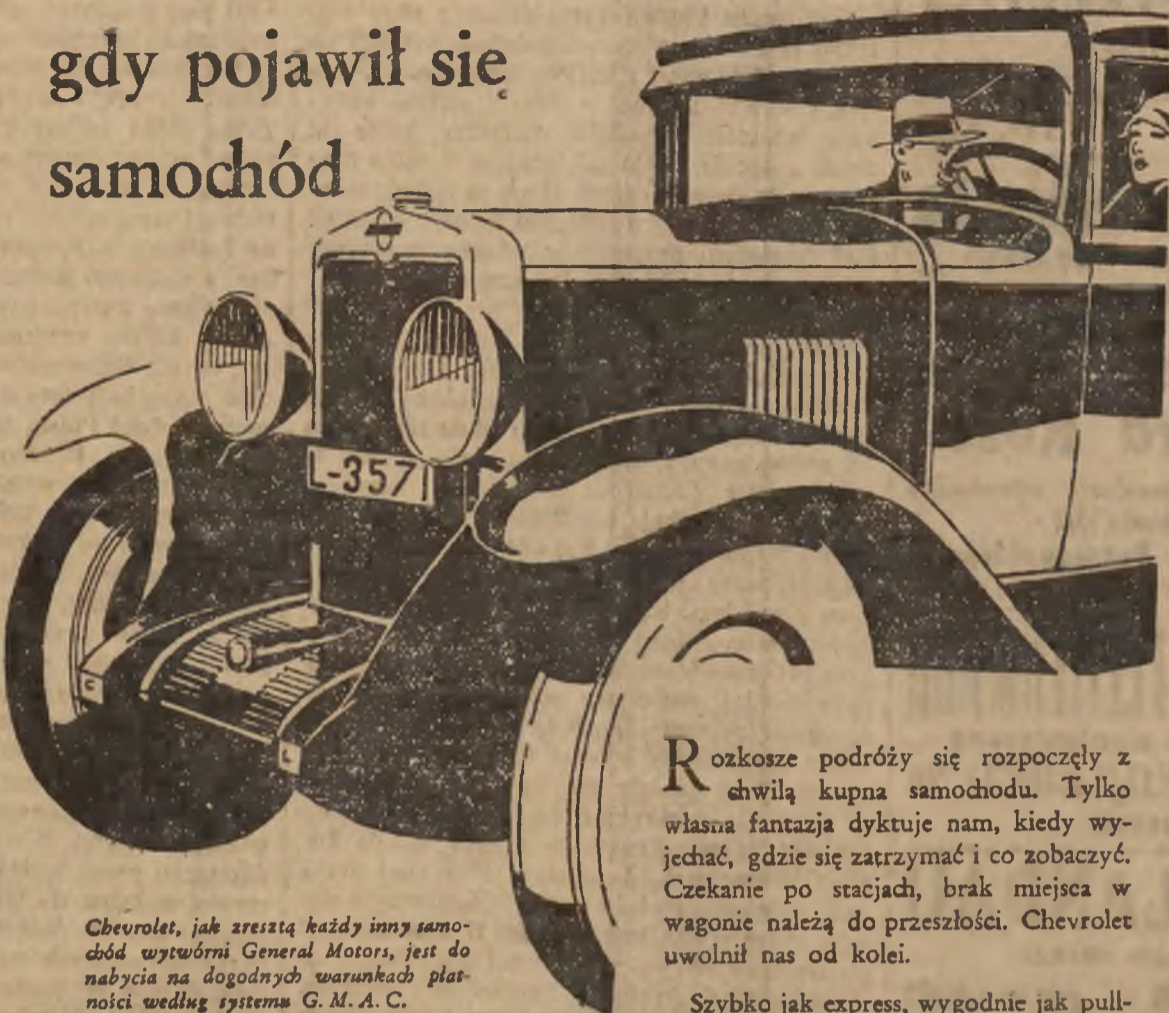 gdy pojawił się
samochód
L-3571
Rozkosze podróży się rozpoczęły z
chwilą kupna samochodu. Tylko
własna fantazja dyktuje nam, kiedy wy-
jechać, gdzie się zatrzymać i co zobaczyć.
Czekanie po stacjach, brak miejsca w
wagonie należą do przeszłości. Chevrolet
uwolnił nas od kolei.
Szybko jak express, wygodnie jak pull-
Chevrolet, jak zresztą każdy inny samo-
chód wytwórni General Motors, jest do
nabycia na dogodnych warunkach płat-
ności według systemu G. M. A. C.